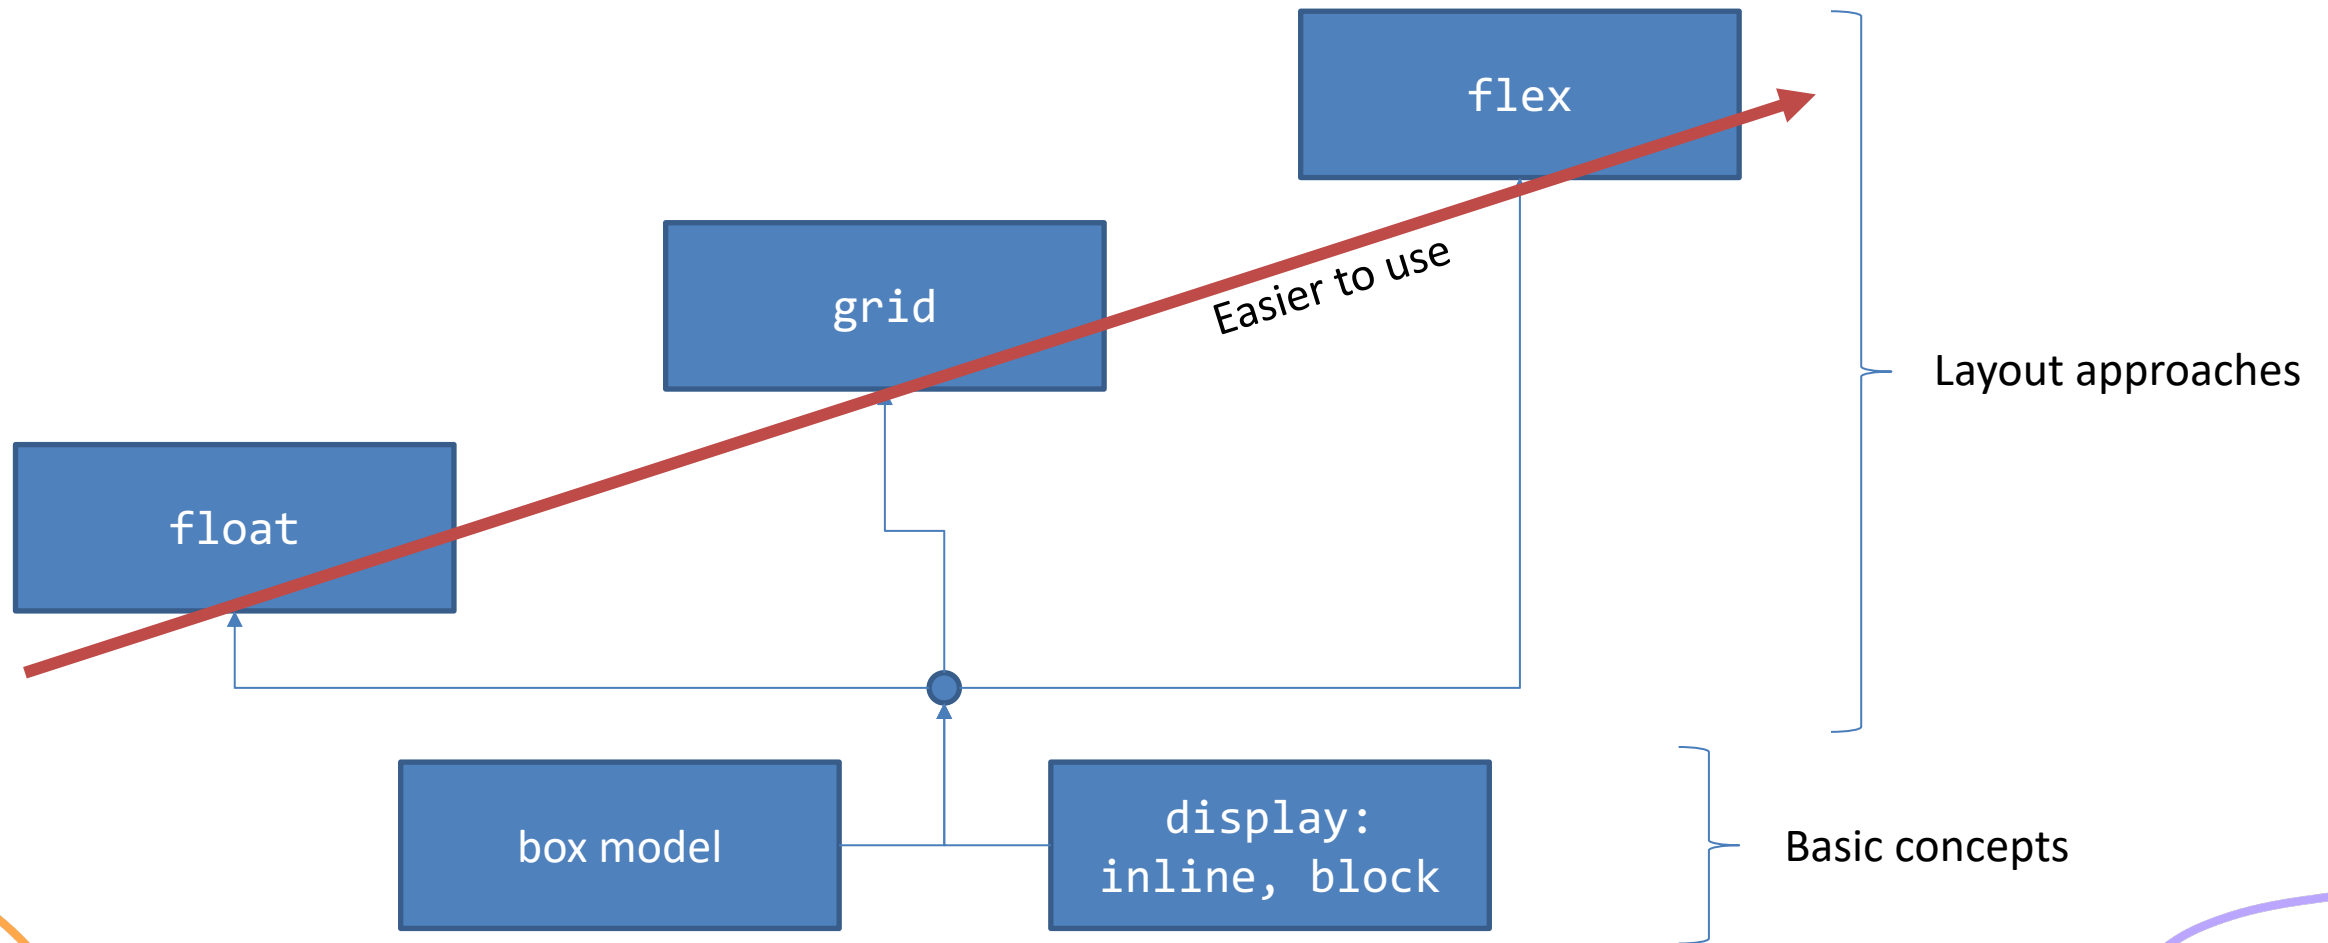 flex
grid
Easier to use
Layout approaches
float
box model
display:
inline, block
Basic concepts